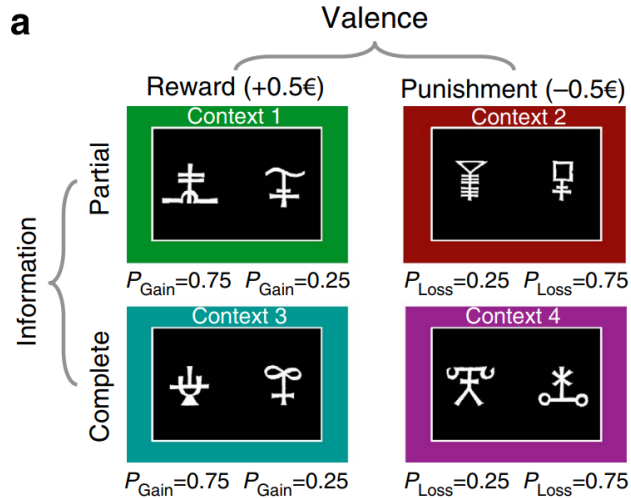 a
Valence
Reward (+0.5€)
Punishment (−0.5€)
Information
Partial
Context 1
Context 2
P_Gain=0.75 P_Gain=0.25
P_Loss=0.25 P_Loss=0.75
Complete
Context 3
Context 4
P_Gain=0.75 P_Gain=0.25
P_Loss=0.25 P_Loss=0.75